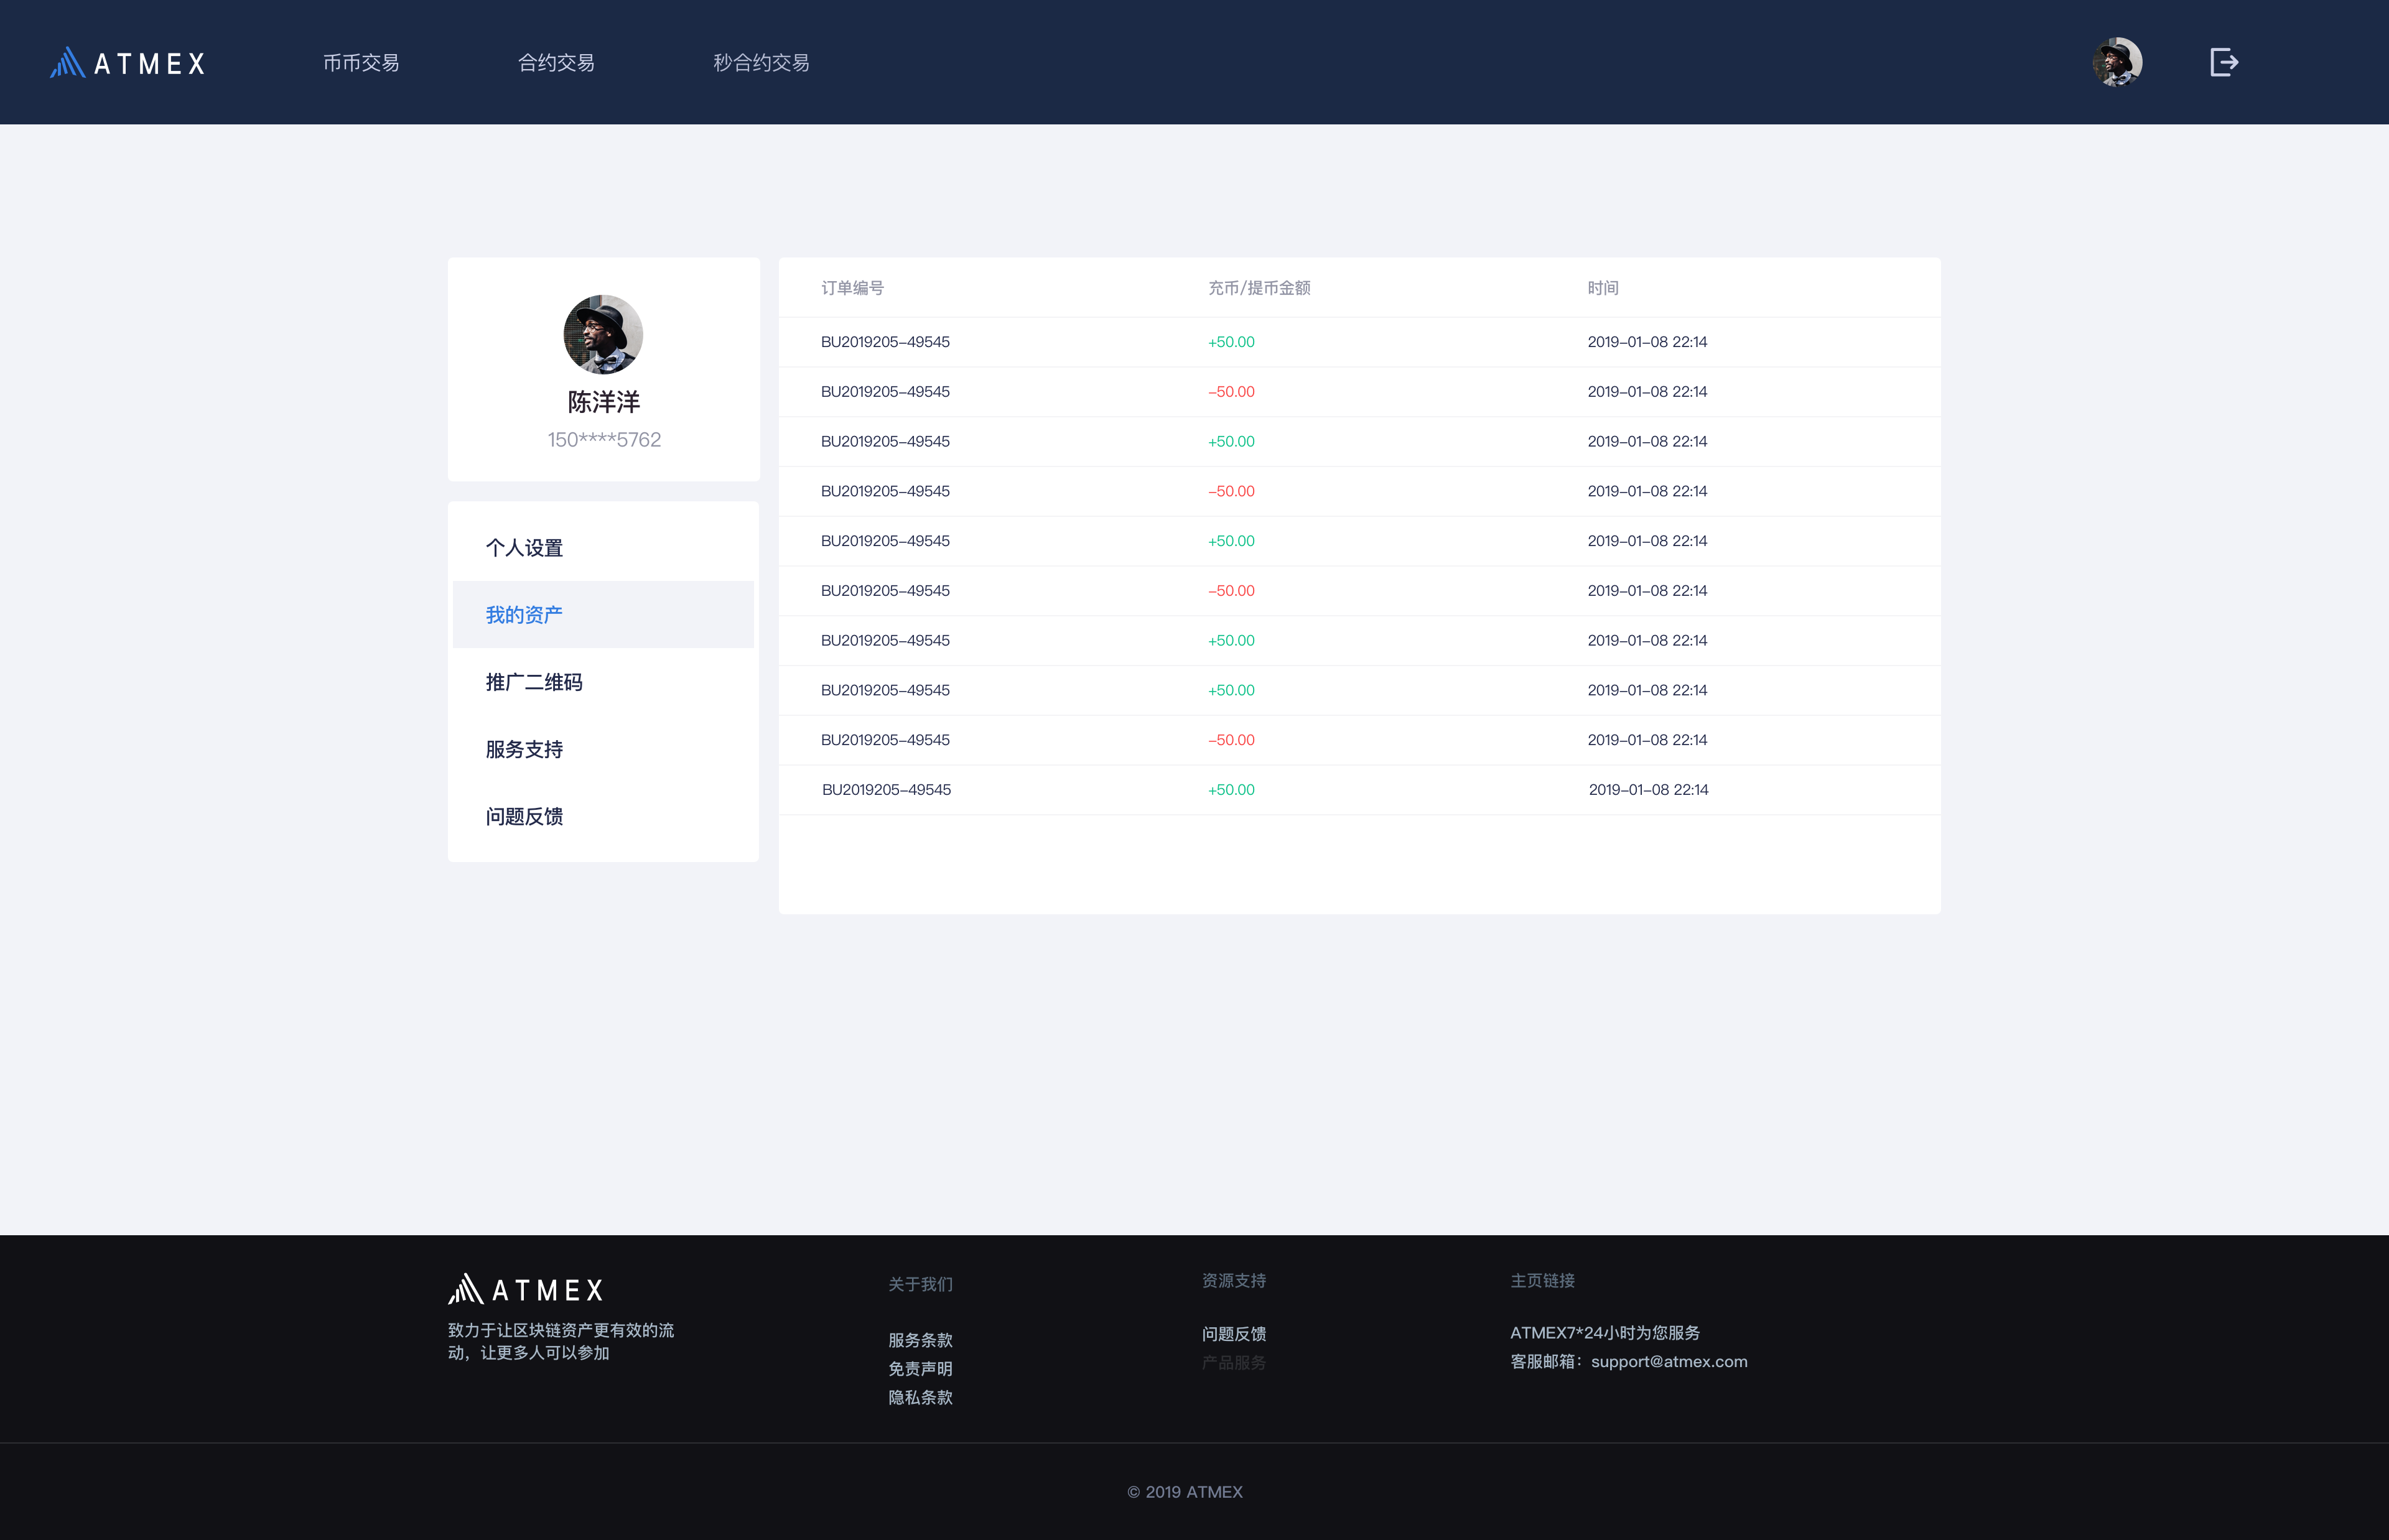 ATMEX
币币交易
合约交易
秒合约交易
陈洋洋
150****5762
个人设置
我的资产
推广二维码
服务支持
问题反馈
订单编号 充币/提币金额 时间
BU2019205-49545 +50.00 2019-01-08 22:14
BU2019205-49545 -50.00 2019-01-08 22:14
BU2019205-49545 +50.00 2019-01-08 22:14
BU2019205-49545 -50.00 2019-01-08 22:14
BU2019205-49545 +50.00 2019-01-08 22:14
BU2019205-49545 -50.00 2019-01-08 22:14
BU2019205-49545 +50.00 2019-01-08 22:14
BU2019205-49545 +50.00 2019-01-08 22:14
BU2019205-49545 -50.00 2019-01-08 22:14
BU2019205-49545 +50.00 2019-01-08 22:14
ATMEX
致力于让区块链资产更有效的流
动，让更多人可以参加
关于我们
服务条款
免责声明
隐私条款
资源支持
问题反馈
产品服务
主页链接
ATMEX7*24小时为您服务
客服邮箱：support@atmex.com
© 2019 ATMEX